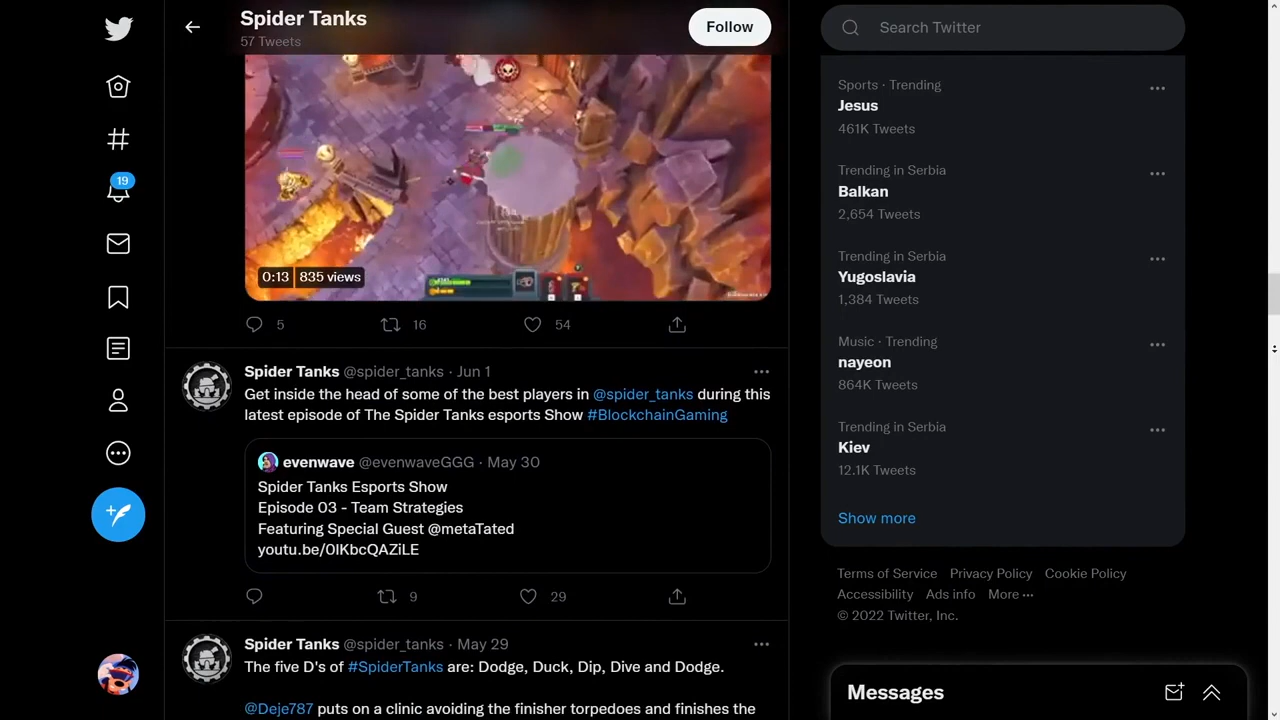 Spider Tanks
57 Tweets
Follow
0:13 835 views
5 16 54
Spider Tanks @spider_tanks · Jun 1
Get inside the head of some of the best players in @spider_tanks during this
latest episode of The Spider Tanks esports Show #BlockchainGaming
evenwave @evenwaveGGG · May 30
Spider Tanks Esports Show
Episode 03 - Team Strategies
Featuring Special Guest @metaTated
youtu.be/0IKbcQAZiLE
9 29
Spider Tanks @spider_tanks · May 29
The five D's of #SpiderTanks are: Dodge, Duck, Dip, Dive and Dodge.
@Deje787 puts on a clinic avoiding the finisher torpedoes and finishes the
19
Search Twitter
Sports · Trending
Jesus
461K Tweets
Trending in Serbia
Balkan
2,654 Tweets
Trending in Serbia
Yugoslavia
1,384 Tweets
Music · Trending
nayeon
864K Tweets
Trending in Serbia
Kiev
12.1K Tweets
Show more
Terms of Service Privacy Policy Cookie Policy
Accessibility Ads info More ···
© 2022 Twitter, Inc.
Messages